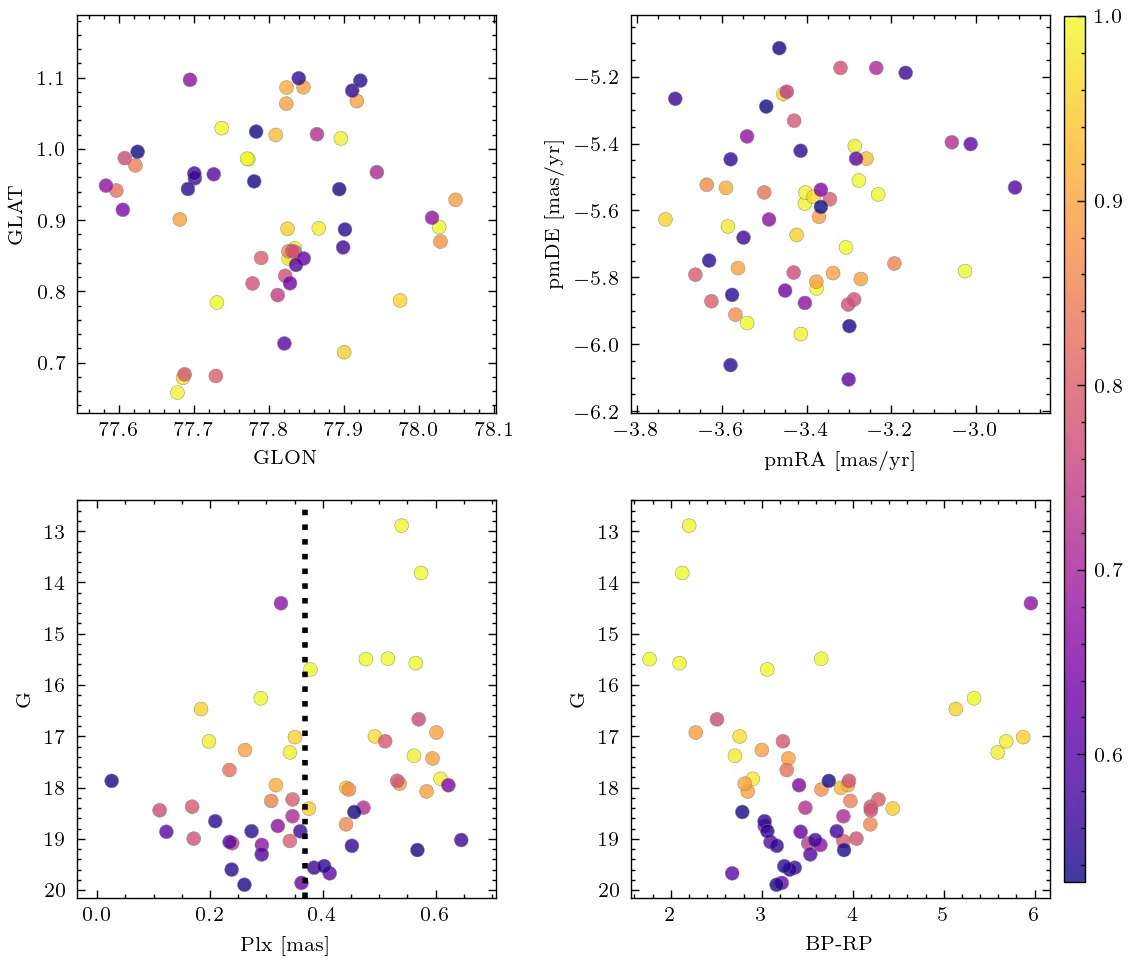 1.1
1.0
0.9
0.8
0.7
GLAT
77.6 77.7 77.8 77.9 78.0 78.1
GLON
−5.2
−5.4
−5.6
−5.8
−6.0
−6.2
pmDE [mas/yr]
−3.8 −3.6 −3.4 −3.2 −3.0
pmRA [mas/yr]
1.0
0.9
0.8
0.7
0.6
13
14
15
16
17
18
19
20
G
0.0 0.2 0.4 0.6
Plx [mas]
13
14
15
16
17
18
19
20
G
2 3 4 5 6
BP-RP